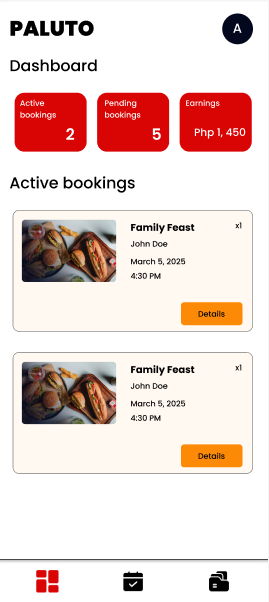 PALUTO
A
Dashboard
Active
bookings
2
Pending
bookings
5
Earnings
Php 1, 450
Active bookings
Family Feast
x1
John Doe
March 5, 2025
4:30 PM
Details
Family Feast
x1
John Doe
March 5, 2025
4:30 PM
Details